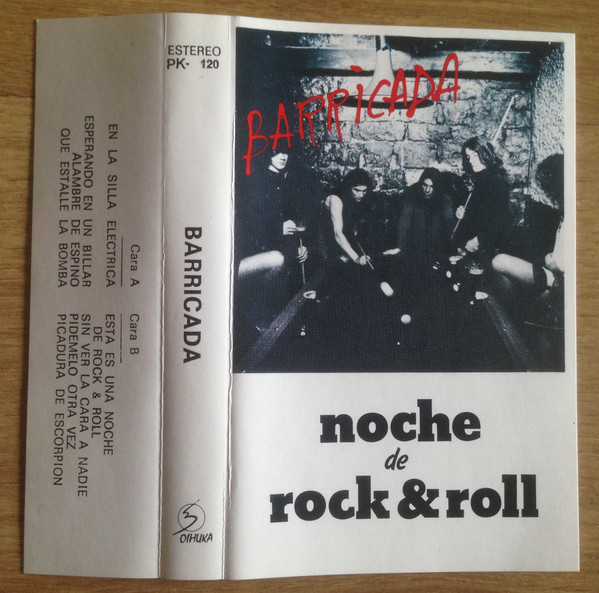 ESTEREO
PK- 120
BARRICADA
OIHUKA
BARRICADA
noche
de
rock & roll
Cara A
EN LA SILLA ELECTRICA
ESPERANDO EN UN BILLAR
ALAMBRE DE ESPINO
QUE ESTALLE LA BOMBA
Cara B
ESTA ES UNA NOCHE
DE ROCK & ROLL
SIN VER LA CARA A NADIE
PIDEMELO OTRA VEZ
PICADURA DE ESCORPION